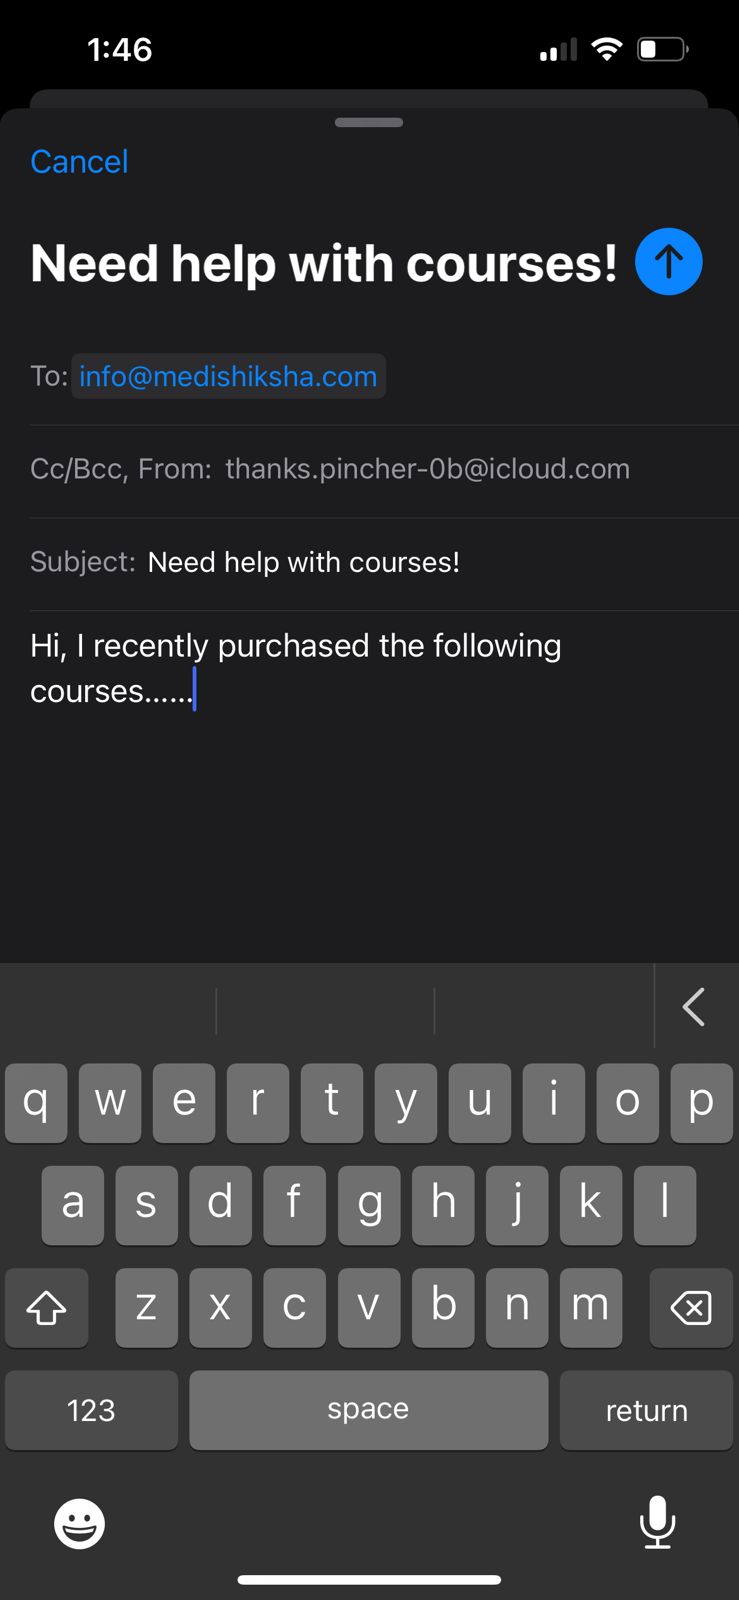 1:46
Cancel
Need help with courses!
To: info@medishiksha.com
Cc/Bcc, From: thanks.pincher-0b@icloud.com
Subject: Need help with courses!
Hi, I recently purchased the following
courses......
q w e r t y u i o p
a s d f g h j k l
z x c v b n m
123 space return